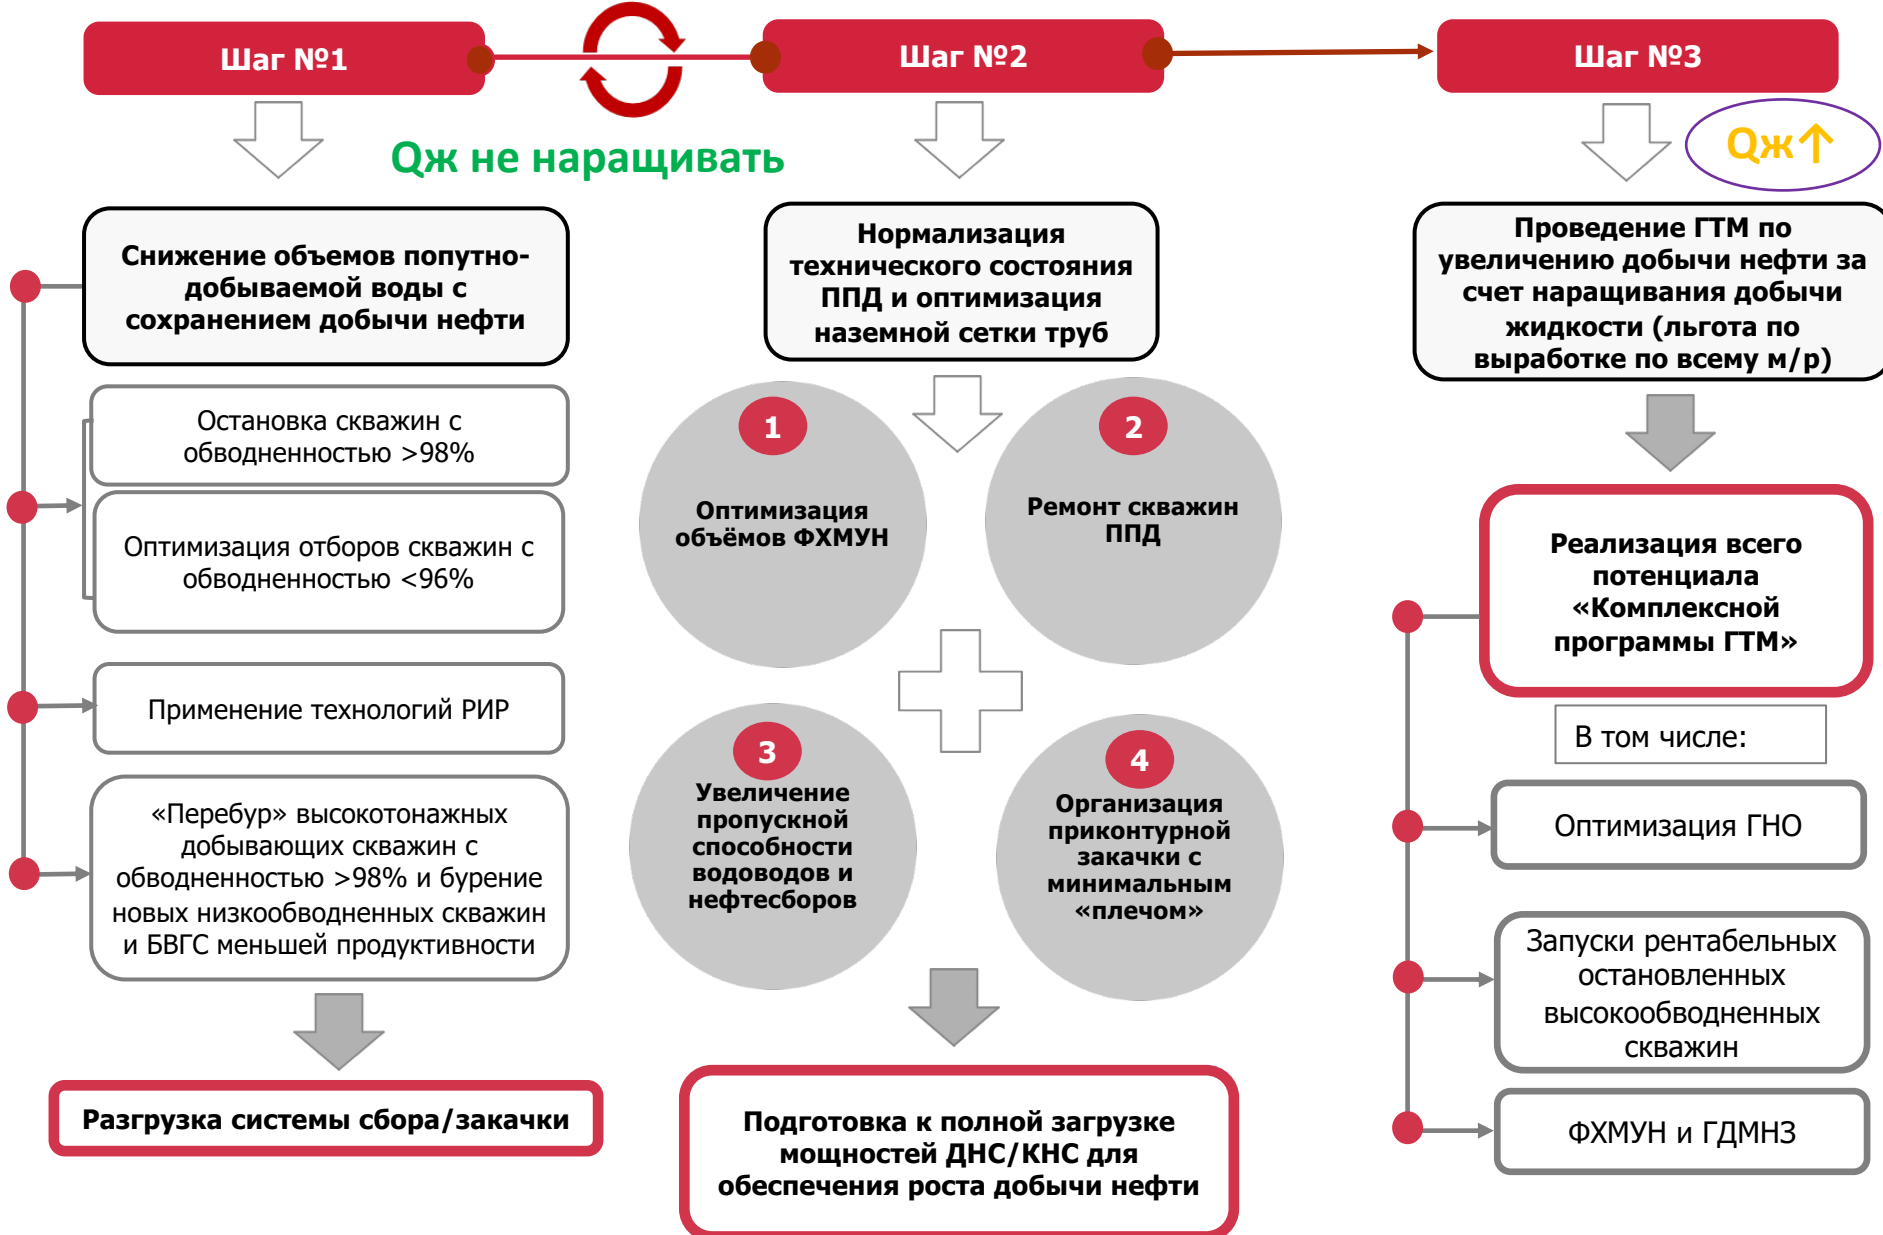 Шаг №1
Шаг №2
Шаг №3
Qж не наращивать
Qж↑
Снижение объемов попутно-
добываемой воды с
сохранением добычи нефти
Остановка скважин с
обводненностью >98%
Оптимизация отборов скважин с
обводненностью <96%
Применение технологий РИР
«Перебур» высокотонажных
добывающих скважин с
обводненностью >98% и бурение
новых низкообводненных скважин
и БВГС меньшей продуктивности
Разгрузка системы сбора/закачки
Нормализация
технического состояния
ППД и оптимизация
наземной сетки труб
1
Оптимизация
объёмов ФХМУН
2
Ремонт скважин
ППД
3
Увеличение
пропускной
способности
водоводов и
нефтесборов
4
Организация
приконтурной
закачки с
минимальным
«плечом»
Подготовка к полной загрузке
мощностей ДНС/КНС для
обеспечения роста добычи нефти
Проведение ГТМ по
увеличению добычи нефти за
счет наращивания добычи
жидкости (льгота по
выработке по всему м/р)
Реализация всего
потенциала
«Комплексной
программы ГТМ»
В том числе:
Оптимизация ГНО
Запуски рентабельных
остановленных
высокообводненных
скважин
ФХМУН и ГДМНЗ